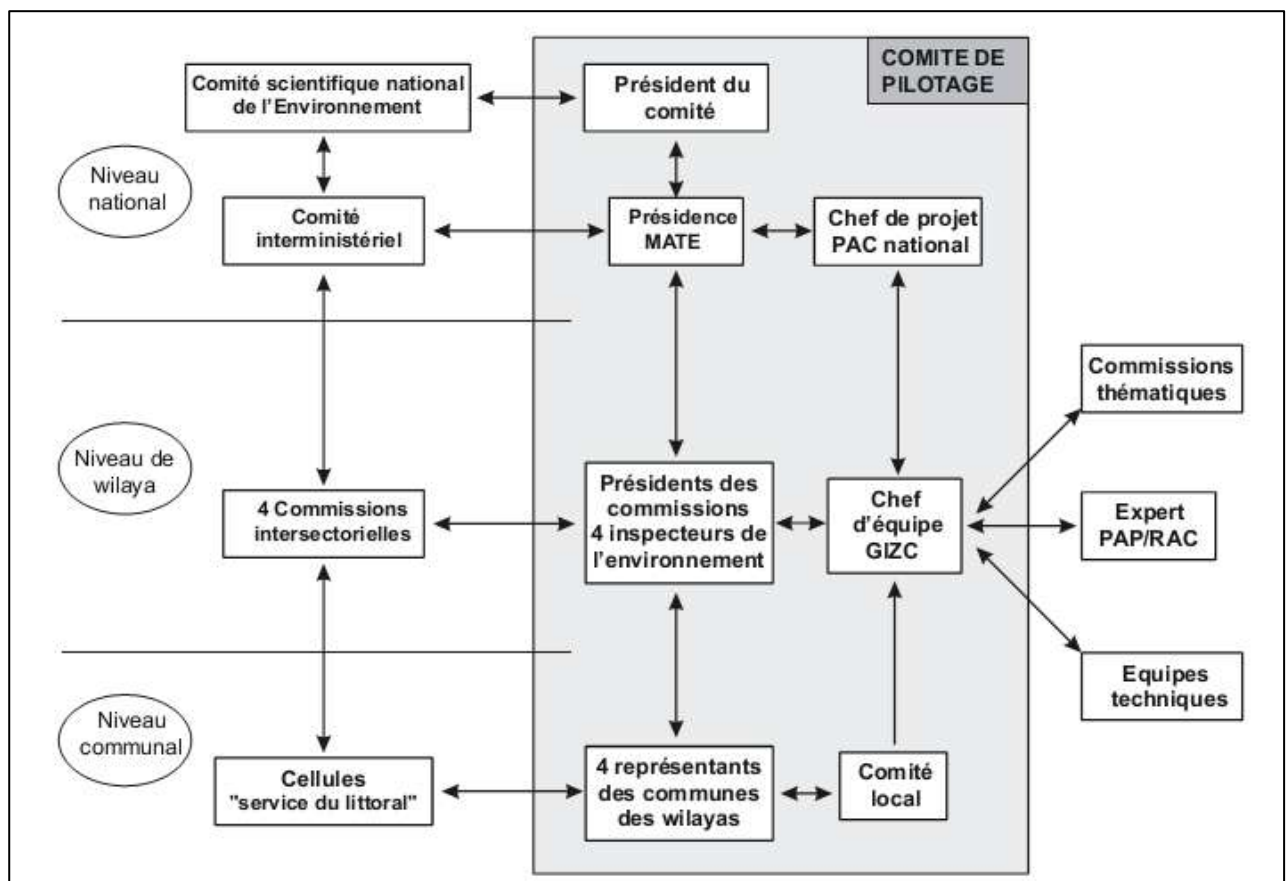 COMITE DE
PILOTAGE
Comité scientifique national
de l'Environnement
Président du
comité
Niveau
national
Comité
interministériel
Présidence
MATE
Chef de projet
PAC national
Commissions
thématiques
Niveau de
wilaya
4 Commissions
intersectorielles
Présidents des
commissions
4 inspecteurs de
l'environnement
Chef
d'équipe
GIZC
Expert
PAP/RAC
Equipes
techniques
Niveau
communal
Cellules
"service du littoral"
4 représentants
des communes
des wilayas
Comité
local